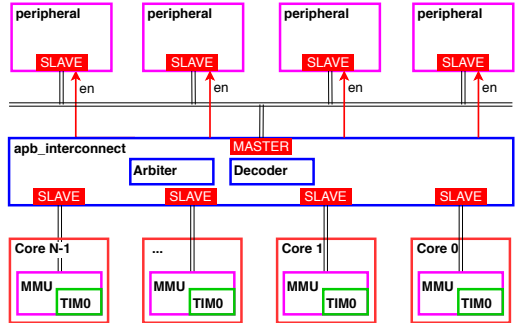 peripheral peripheral peripheral peripheral
SLAVE SLAVE SLAVE SLAVE
en en en en
apb_interconnect MASTER
Arbiter Decoder
SLAVE SLAVE SLAVE SLAVE
Core N-1 ... Core 1 Core 0
MMU MMU MMU MMU
TIM0 TIM0 TIM0 TIM0